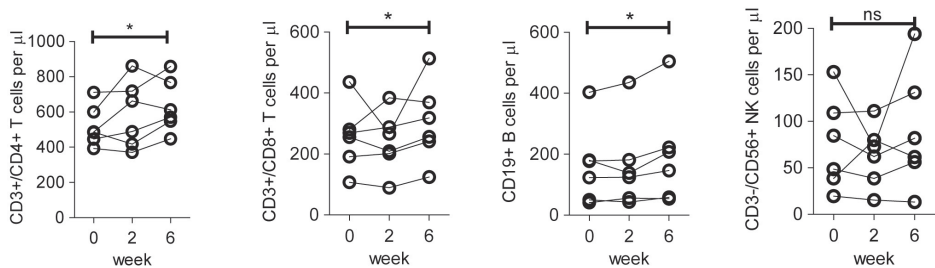 CD3+/CD4+ T cells per µl
1000
800
600
400
200
0
*
0 2 6
week
CD3+/CD8+ T cells per µl
600
400
200
0
*
0 2 6
week
CD19+ B cells per µl
600
400
200
0
*
0 2 6
week
CD3-/CD56+ NK cells per µl
200
150
100
50
0
ns
0 2 6
week